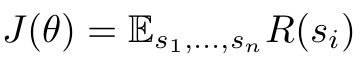 J(θ) = 𝔼_{s_1,...,s_n} R(s_i)